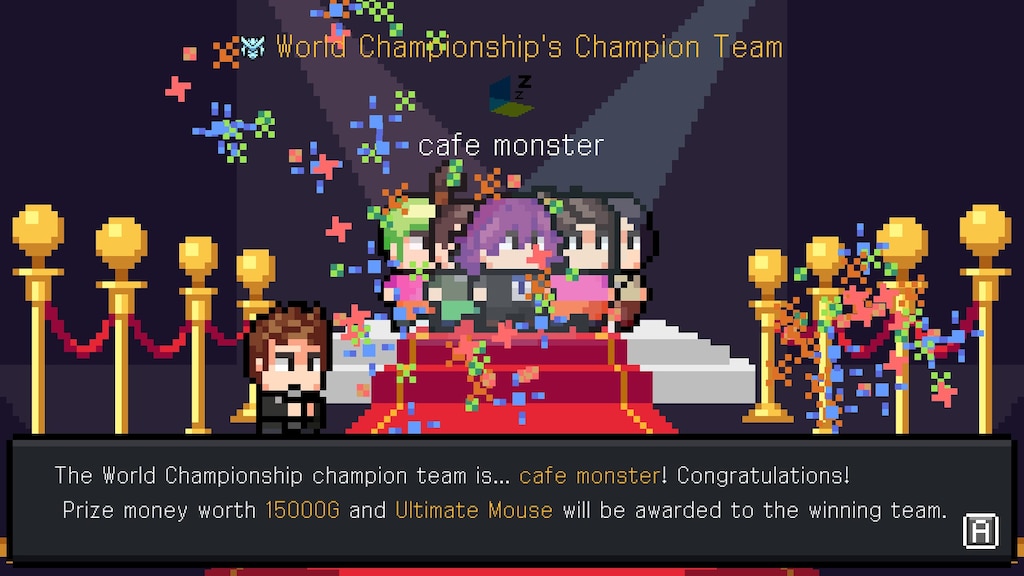 World Championship's Champion Team
z
z
cafe monster
The World Championship champion team is... cafe monster! Congratulations!
Prize money worth 15000G and Ultimate Mouse will be awarded to the winning team.
A